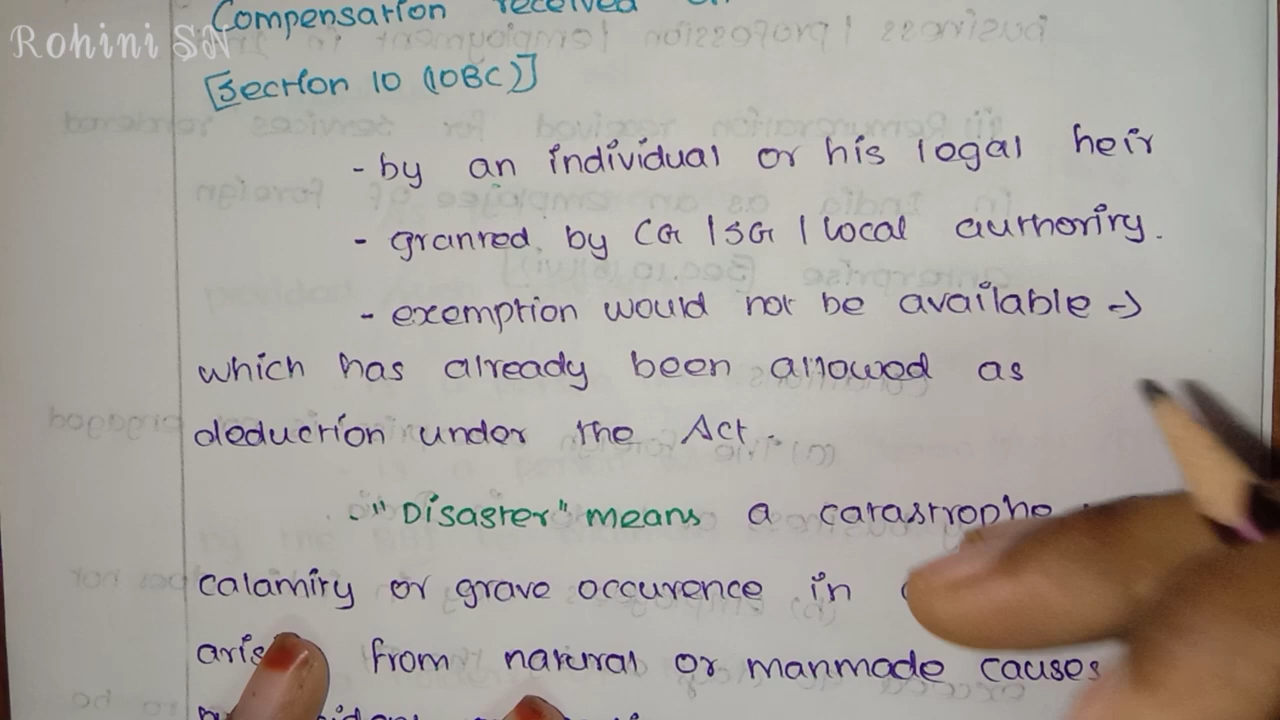 Rohini SN
Compensation received
[Section 10 (10BC)]
- by an individual or his legal heir
- granted by CG / SG / local authority.
- exemption would not be available →
which has already been allowed as
deduction under the Act.
"Disaster" means a catastrophe
calamity or grave occurence in
from natural or manmade causes